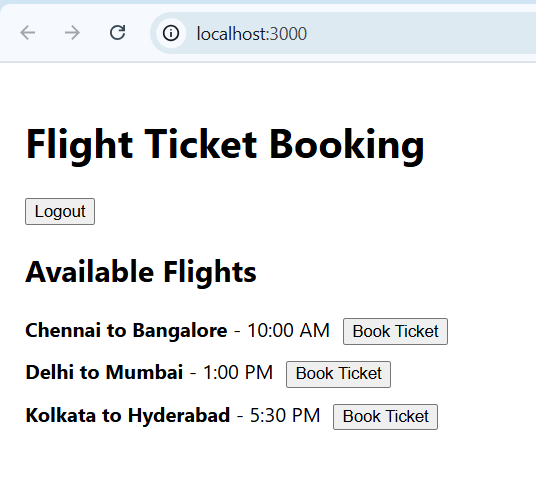 localhost:3000
Flight Ticket Booking
Logout
Available Flights
Chennai to Bangalore - 10:00 AM Book Ticket
Delhi to Mumbai - 1:00 PM Book Ticket
Kolkata to Hyderabad - 5:30 PM Book Ticket